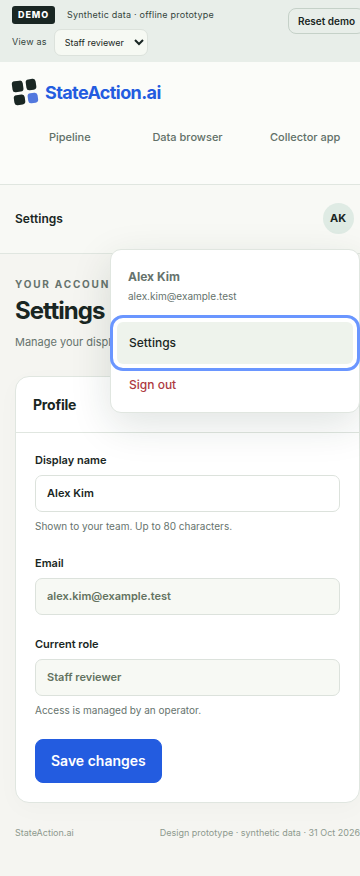 DEMO Synthetic data · offline prototype
Reset demo
View as Staff reviewer
StateAction.ai
Pipeline Data browser Collector app
Settings AK
Alex Kim
alex.kim@example.test
YOUR ACCOUN
Settings
Manage your displ
Settings
Sign out
Profile
Display name
Alex Kim
Shown to your team. Up to 80 characters.
Email
alex.kim@example.test
Current role
Staff reviewer
Access is managed by an operator.
Save changes
StateAction.ai Design prototype · synthetic data · 31 Oct 2026